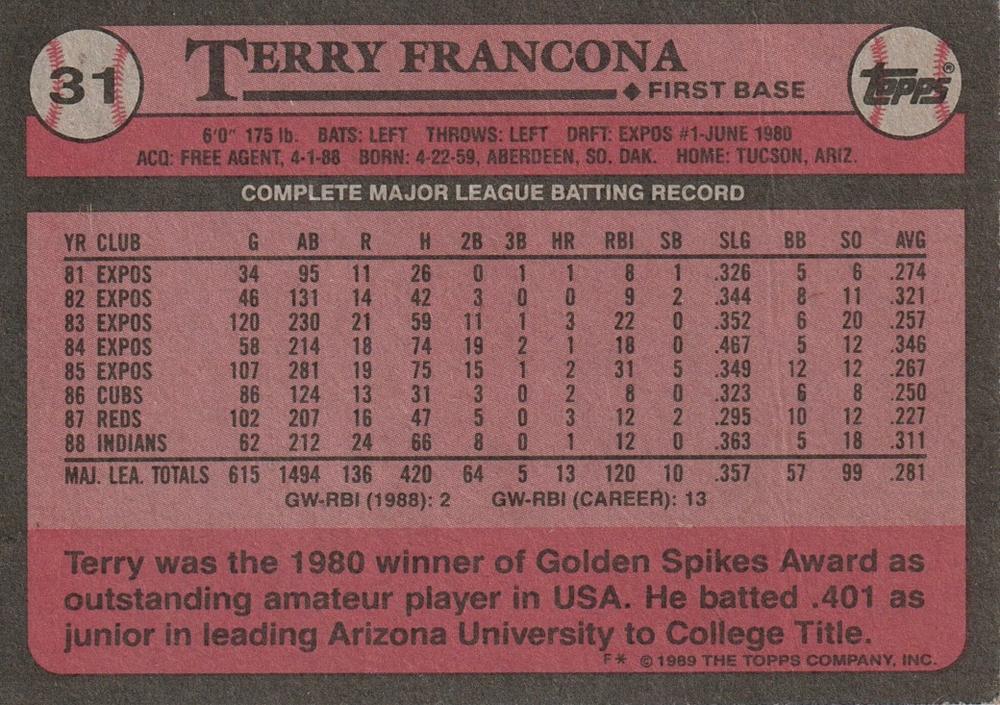 31 TERRY FRANCONA Topps®
FIRST BASE
6'0" 175 lb. BATS: LEFT THROWS: LEFT DRFT: EXPOS #1-JUNE 1980
ACQ: FREE AGENT, 4-1-88 BORN: 4-22-59, ABERDEEN, SO. DAK. HOME: TUCSON, ARIZ.
COMPLETE MAJOR LEAGUE BATTING RECORD
YR CLUB G AB R H 2B 3B HR RBI SB SLG BB SO AVG
81 EXPOS 34 95 11 26 0 1 1 8 1 .326 5 6 .274
82 EXPOS 46 131 14 42 3 0 0 9 2 .344 8 11 .321
83 EXPOS 120 230 21 59 11 1 3 22 0 .352 6 20 .257
84 EXPOS 58 214 18 74 19 2 1 18 0 .467 5 12 .346
85 EXPOS 107 281 19 75 15 1 2 31 5 .349 12 12 .267
86 CUBS 86 124 13 31 3 0 2 8 0 .323 6 8 .250
87 REDS 102 207 16 47 5 0 3 12 2 .295 10 12 .227
88 INDIANS 62 212 24 66 8 0 1 12 0 .363 5 18 .311
MAJ. LEA. TOTALS 615 1494 136 420 64 5 13 120 10 .357 57 99 .281
GW-RBI (1988): 2 GW-RBI (CAREER): 13
Terry was the 1980 winner of Golden Spikes Award as
outstanding amateur player in USA. He batted .401 as
junior in leading Arizona University to College Title.
F* © 1989 THE TOPPS COMPANY, INC.